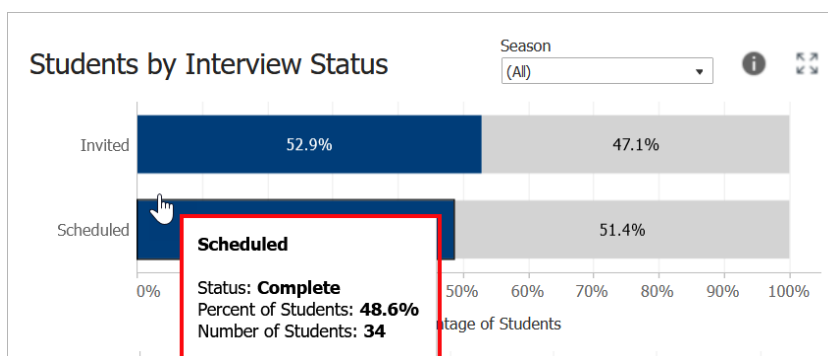 Season
Students by Interview Status
(All)
Invited 52.9% 47.1%
Scheduled 51.4%
Scheduled
Status: Complete
Percent of Students: 48.6%
Number of Students: 34
0% 50% 60% 70% 80% 90% 100%
ntage of Students